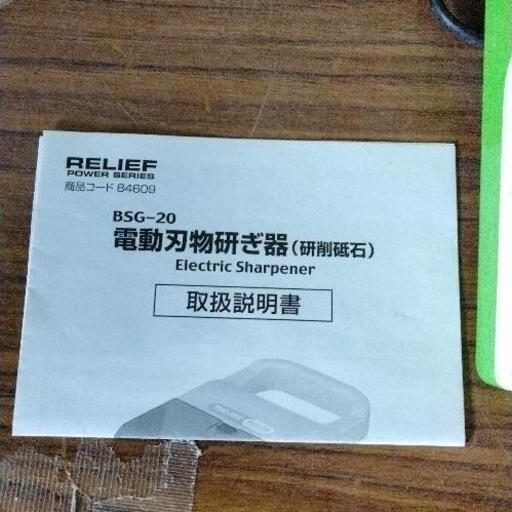 RELIEF
POWER SERIES
商品コード 84609
BSG-20
電動刃物研ぎ器(研削砥石)
Electric Sharpener
取扱説明書